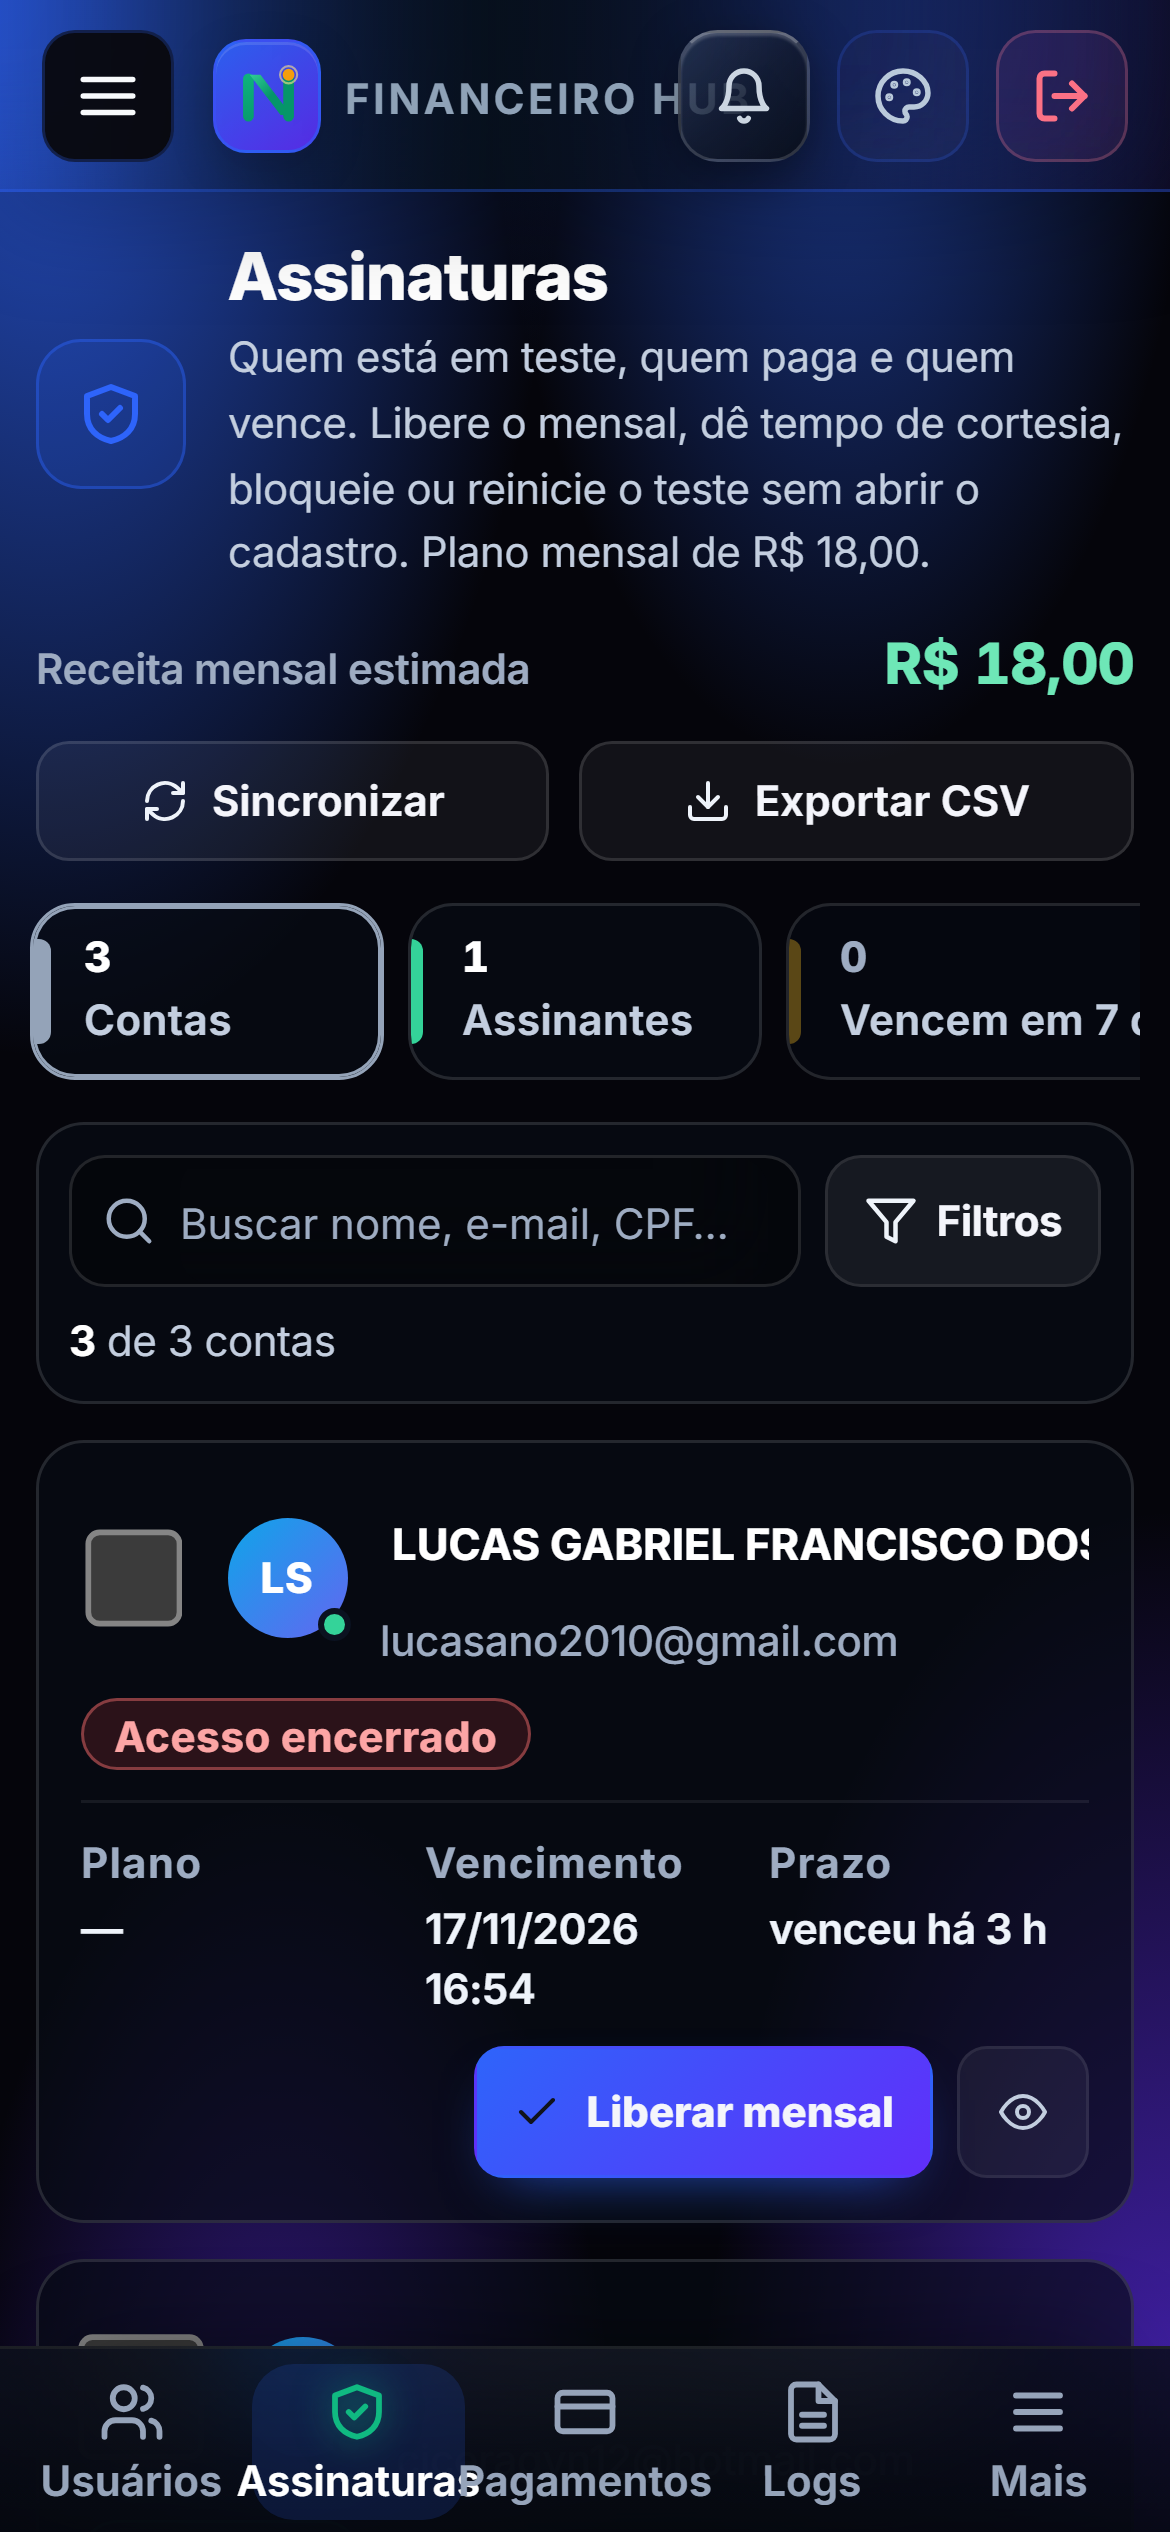 FINANCEIRO HUB
Assinaturas
Quem está em teste, quem paga e quem
vence. Libere o mensal, dê tempo de cortesia,
bloqueie ou reinicie o teste sem abrir o
cadastro. Plano mensal de R$ 18,00.
Receita mensal estimada
R$ 18,00
Sincronizar
Exportar CSV
3
Contas
1
Assinantes
0
Vencem em 7
Buscar nome, e-mail, CPF...
Filtros
3 de 3 contas
LUCAS GABRIEL FRANCISCO DOS
LS
lucasano2010@gmail.com
Acesso encerrado
Plano
Vencimento
Prazo
—
17/11/2026
16:54
venceu há 3 h
Liberar mensal
Usuários
Assinaturas
Pagamentos
Logs
Mais